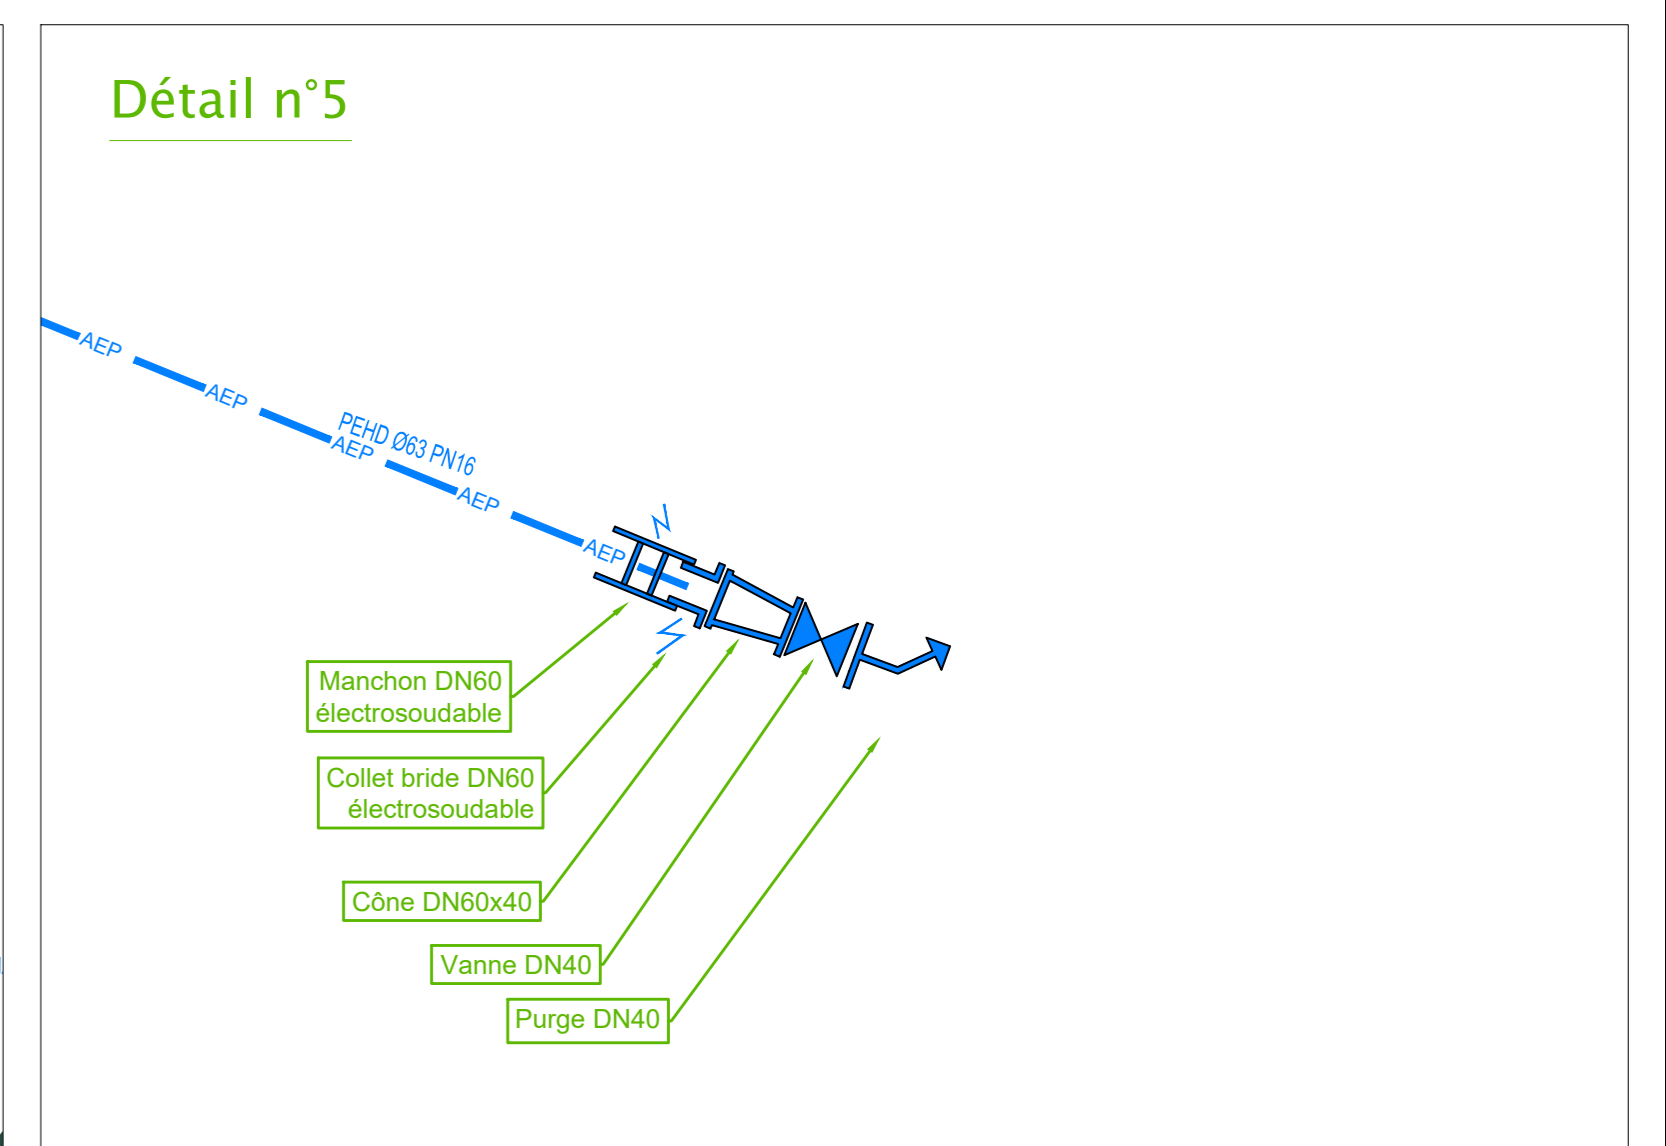 Détail n°5
AEP
AEP
PEHD Ø63 PN16
AEP
AEP
AEP
Manchon DN60
électrosoudable
Collet bride DN60
électrosoudable
Cône DN60x40
Vanne DN40
Purge DN40